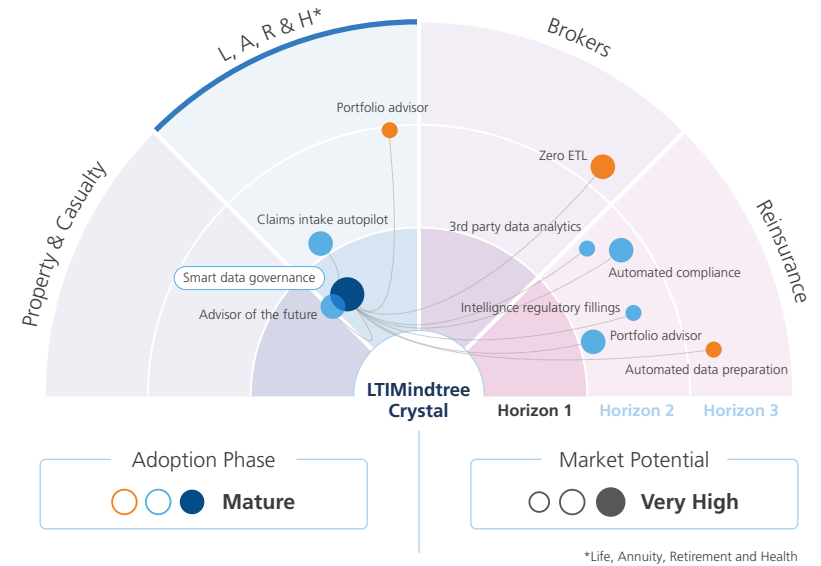 L, A, R & H*
Brokers
Property & Casualty
Reinsurance
Portfolio advisor
Zero ETL
Claims intake autopilot
3rd party data analytics
Smart data governance
Automated compliance
Advisor of the future
Intellignce regulatory fillings
Portfolio advisor
Automated data preparation
LTIMindtree
Crystal
Horizon 1
Horizon 2
Horizon 3
Adoption Phase
Mature
Market Potential
Very High
*Life, Annuity, Retirement and Health